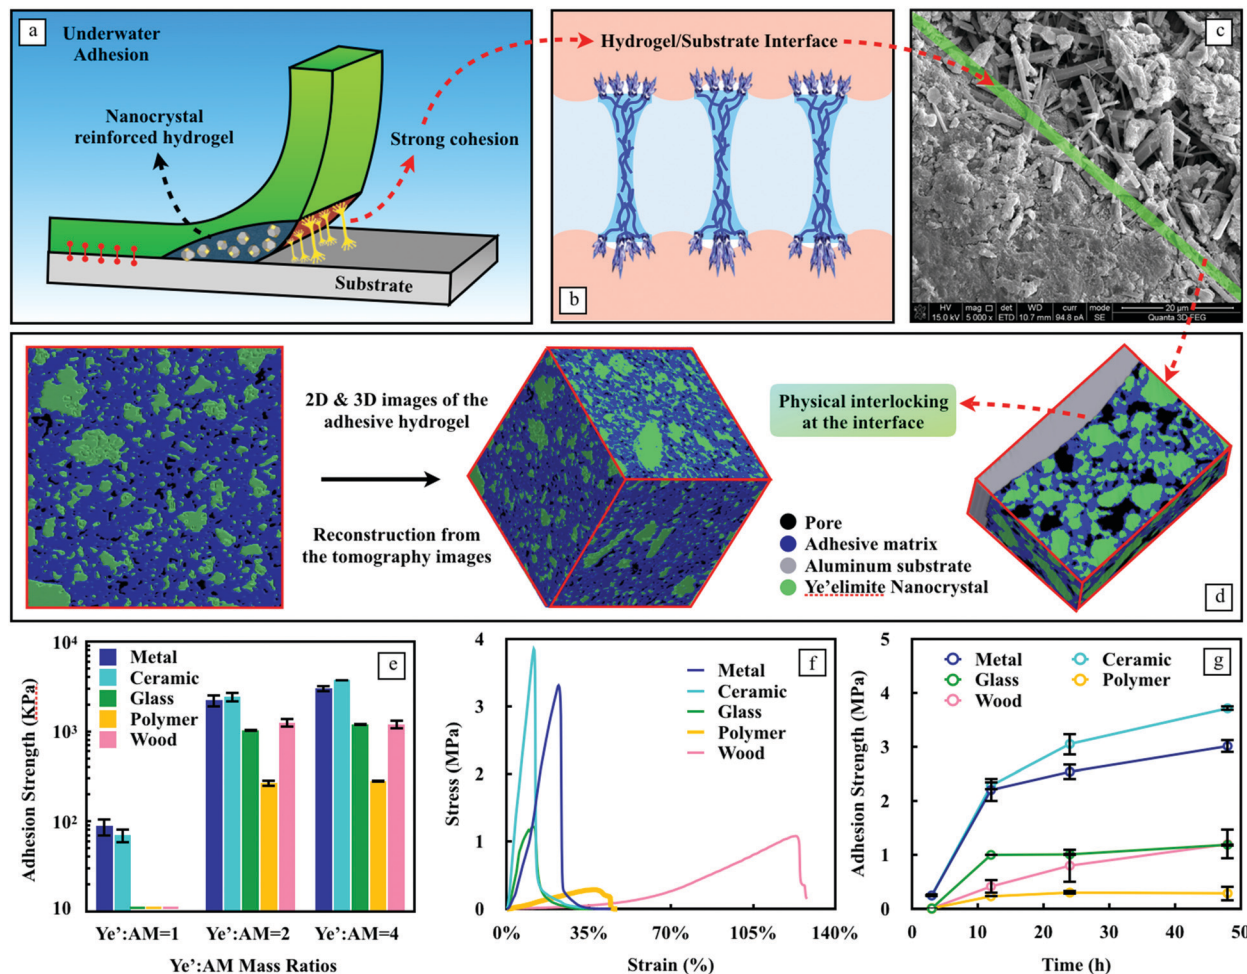 a
Underwater
Adhesion
Nanocrystal
reinforced hydrogel
Strong cohesion
Substrate
Hydrogel/Substrate Interface
b
c
HV mag □ det WD curr mode
15.0 kV 5 000 x ETD 10.7 mm 94.8 pA SE
20 µm
Quanta 3D FEG
2D & 3D images of the
adhesive hydrogel
Reconstruction from
the tomography images
Physical interlocking
at the interface
Pore
Adhesive matrix
Aluminum substrate
Ye’elimite Nanocrystal
d
e
Adhesion Strength (KPa)
10⁴
10³
10²
10
Metal
Ceramic
Glass
Polymer
Wood
Ye’:AM=1 Ye’:AM=2 Ye’:AM=4
Ye’:AM Mass Ratios
f
Stress (MPa)
4
3
2
1
0
Metal
Ceramic
Glass
Polymer
Wood
0% 35% 70% 105% 140%
Strain (%)
g
Adhesion Strength (MPa)
5
4
3
2
1
0
Metal Ceramic
Glass Polymer
Wood
0 10 20 30 40 50
Time (h)